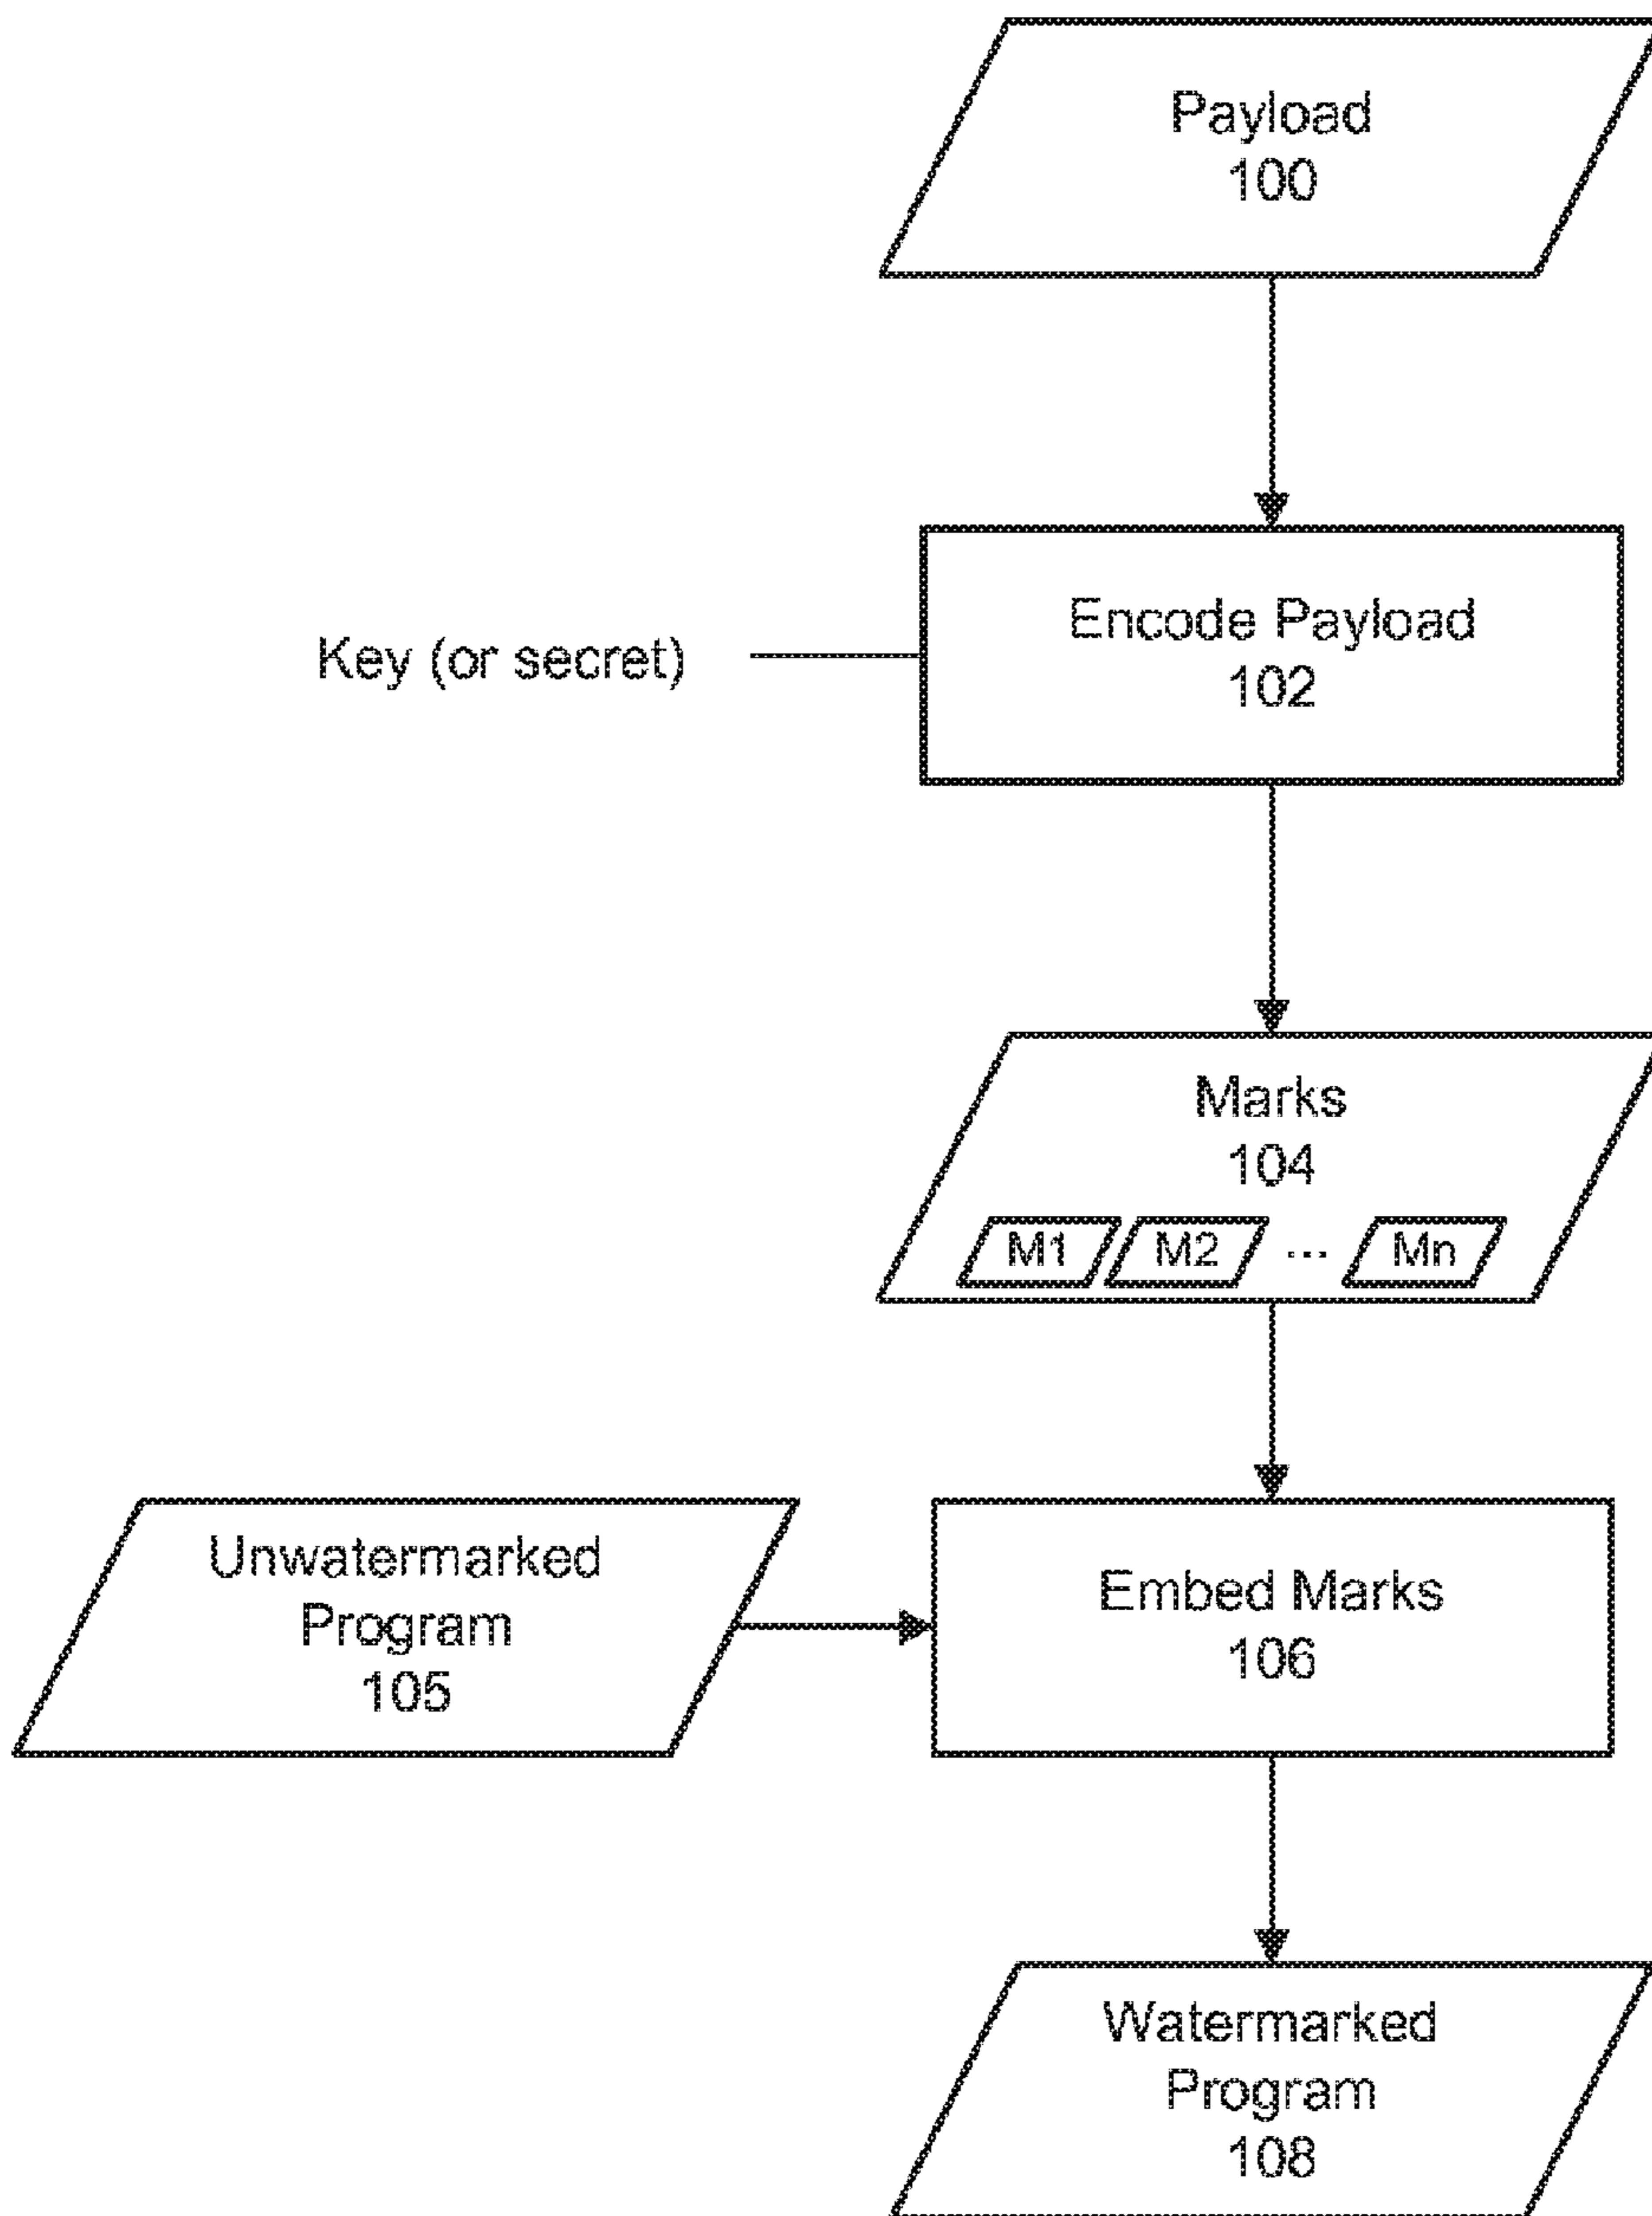 Payload
100
Encode Payload
102
Key (or secret)
Marks
104
M1 M2 ... Mn
Unwatermarked
Program
105
Embed Marks
106
Watermarked
Program
108